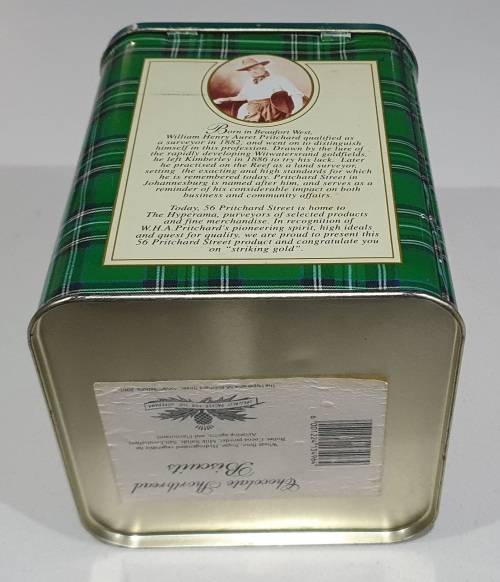 Born in Beaufort West,
William Henry Auret Pritchard qualified as
a surveyor in 1882, and went on to distinguish
himself in this profession. Drawn by the lure of
the rapidly developing Witwatersrand goldfields,
he left Kimberley in 1886 to try his luck. Later
he practised on the Reef as a land surveyor,
setting the exacting and high standards for which
he is remembered today. Pritchard Street in
Johannesburg is named after him, and serves as a
reminder of his considerable impact on both
business and community affairs.
Today, 56 Pritchard Street is home to
The Hyperama, purveyors of selected products
and fine merchandise. In recognition of
W.H.A.Pritchard's pioneering spirit, high ideals
and quest for quality, we are proud to present this
56 Pritchard Street product and congratulate you
on "striking gold".
Chocolate Shortbread
Biscuits
Wheat flour, Sugar, Hydrogenated vegetable fat